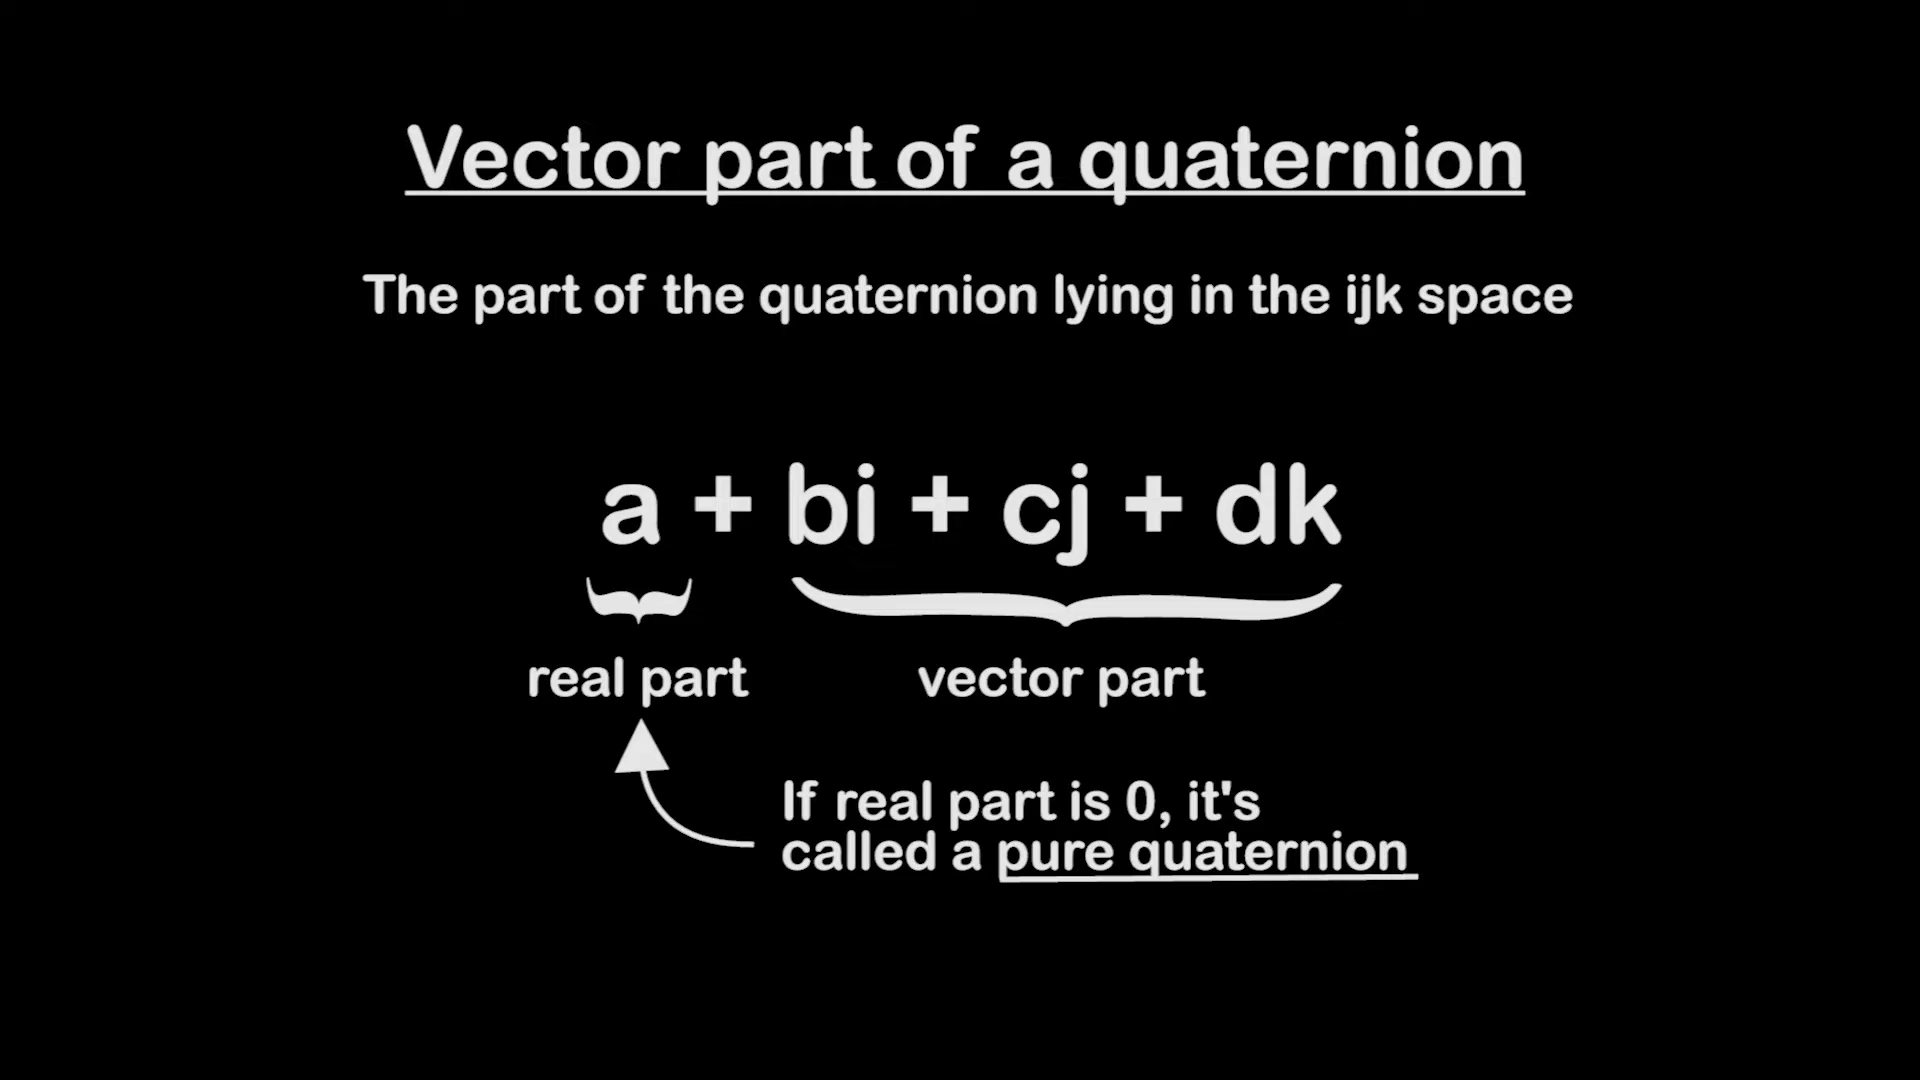 Vector part of a quaternion
The part of the quaternion lying in the ijk space
a + bi + cj + dk
real part vector part
If real part is 0, it's
called a pure quaternion